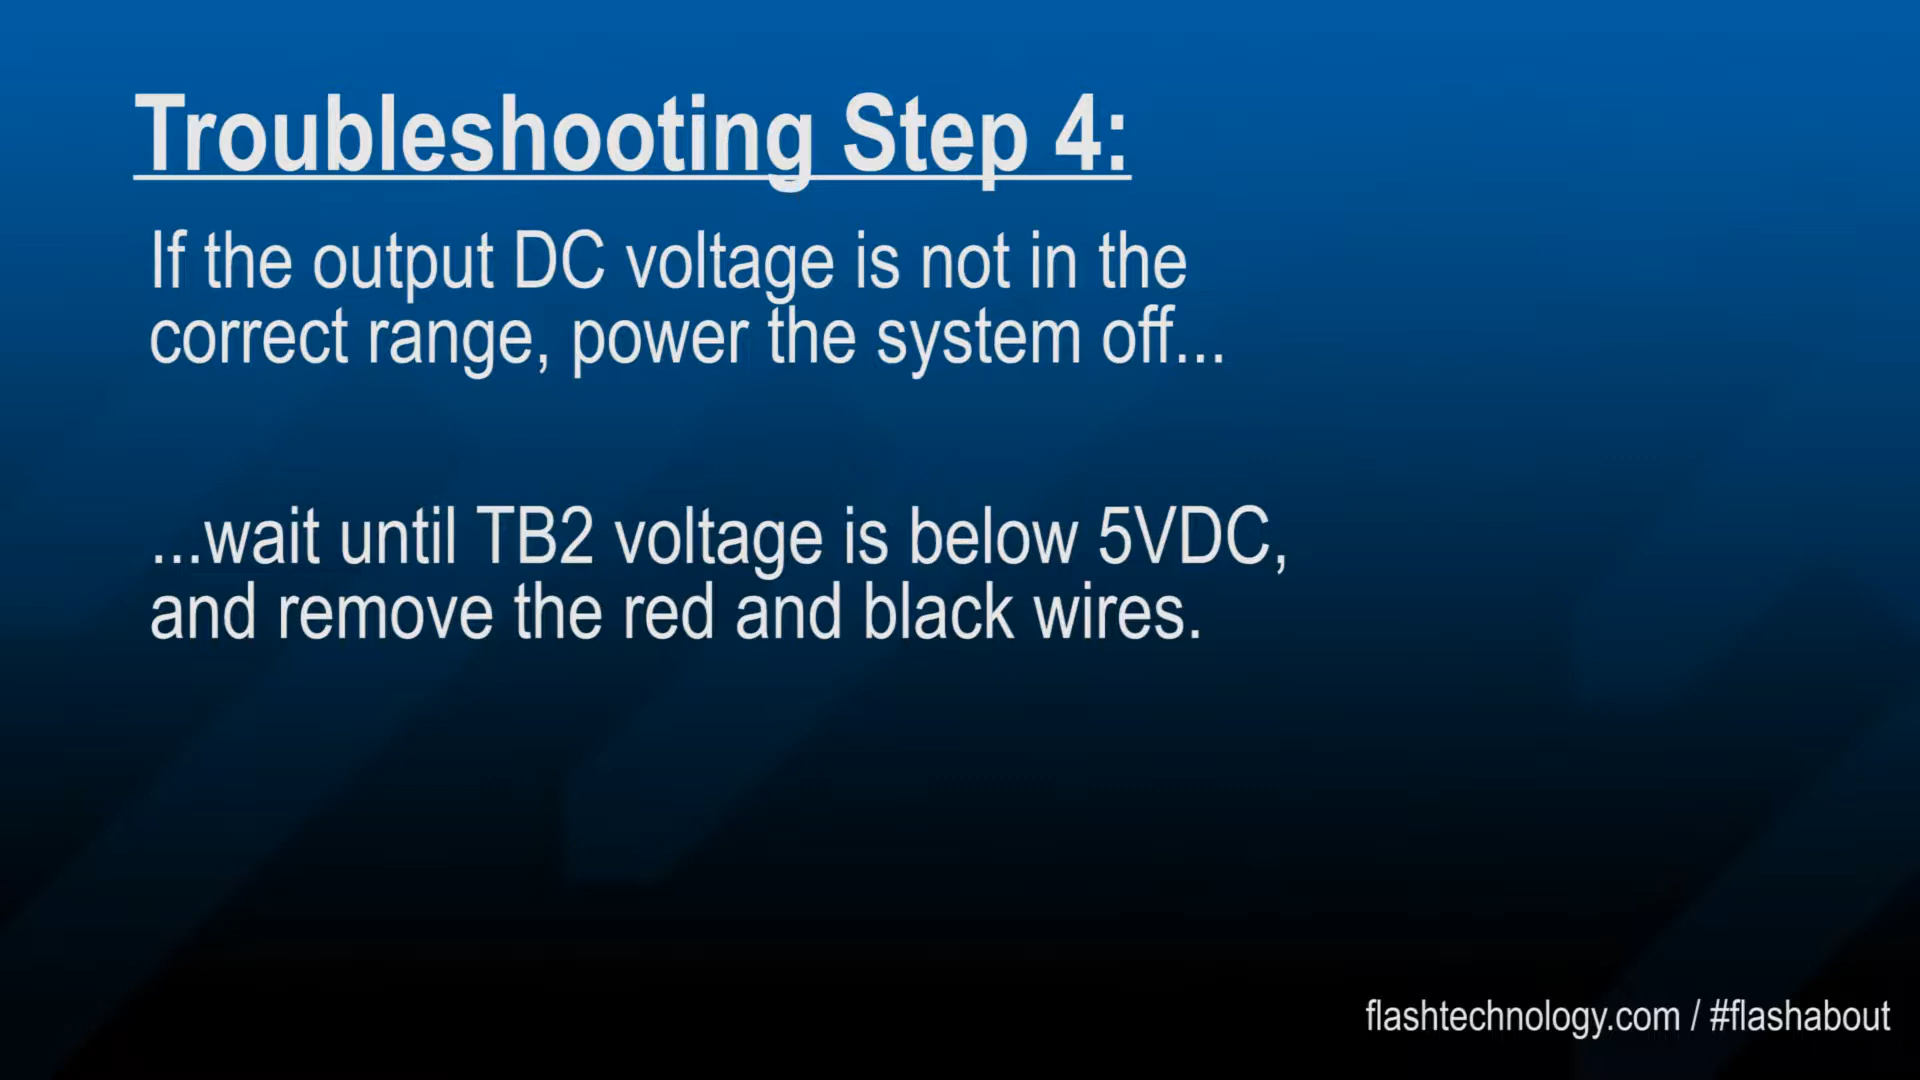 Troubleshooting Step 4:
If the output DC voltage is not in the
correct range, power the system off...
...wait until TB2 voltage is below 5VDC,
and remove the red and black wires.
flashtechnology.com / #flashabout